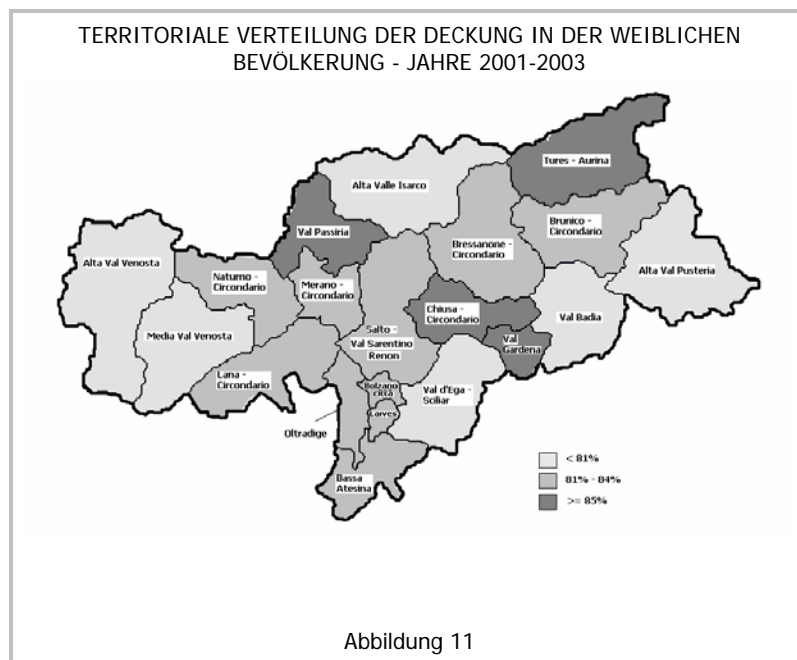 TERRITORIALE VERTEILUNG DER DECKUNG IN DER WEIBLICHEN
BEVÖLKERUNG - JAHRE 2001-2003
Tures - Aurina
Alta Valle Isarco
Brunico -
Circondario
Val Passiria
Bressanone -
Circondario
Alta Val Venosta
Alta Val Pusteria
Naturno -
Circondario
Merano -
Circondario
Chiusa -
Circondario
Val Badia
Media Val Venosta
Salto -
Val Sarentino
Renon
Val
Gardena
Lana -
Circondario
Bolzano
città
Val d'Ega -
Sciliar
Laives
Oltradige
Bassa
Atesina
< 81%
81% - 84%
>= 85%
Abbildung 11